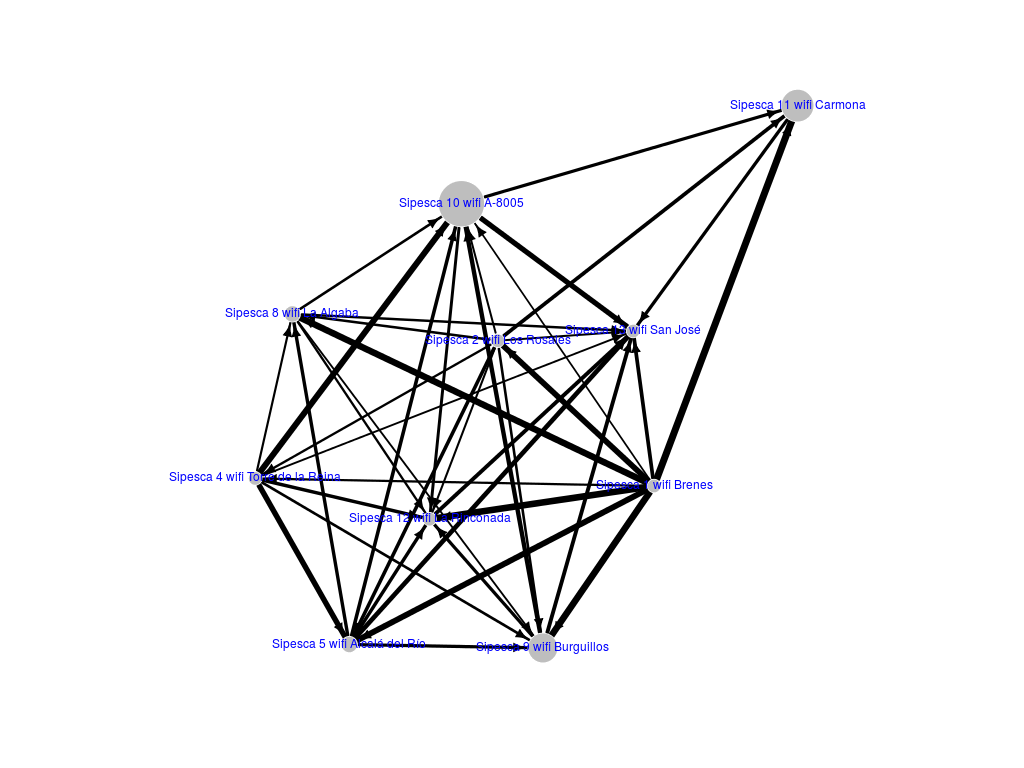 Sipesca 11 wifi Carmona
Sipesca 10 wifi A-8005
Sipesca 8 wifi La Algaba
Sipesca wifi San José
Sipesca 2 wifi Los Rosales
Sipesca 4 wifi Torre de la Reina
Sipesca wifi Brenes
Sipesca 12 wifi La Rinconada
Sipesca 5 wifi Alcalá del Río
Sipesca 9 wifi Burguillos